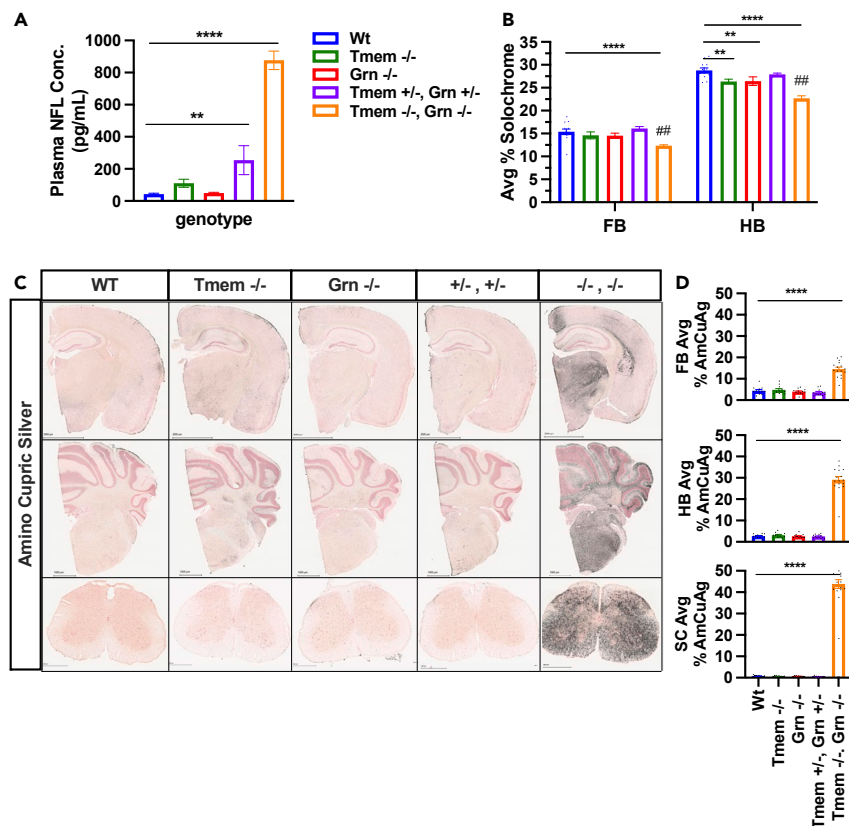 A
****
**
1000
800
600
400
200
0
Plasma NFL Conc.
(pg/mL)
genotype
Wt
Tmem -/-
Grn -/-
Tmem +/-, Grn +/-
Tmem -/-, Grn -/-
B
****
****
**
**
##
##
35
30
25
20
15
10
5
0
Avg % Solochrome
FB
HB
C
WT
Tmem -/-
Grn -/-
+/- , +/-
-/- , -/-
Amino Cupric Silver
D
****
50
40
30
20
10
0
FB Avg
% AmCuAg
****
50
40
30
20
10
0
HB Avg
% AmCuAg
****
50
40
30
20
10
0
SC Avg
% AmCuAg
Wt
Tmem -/-
Grn -/-
Tmem +/-, Grn +/-
Tmem -/-. Grn -/-